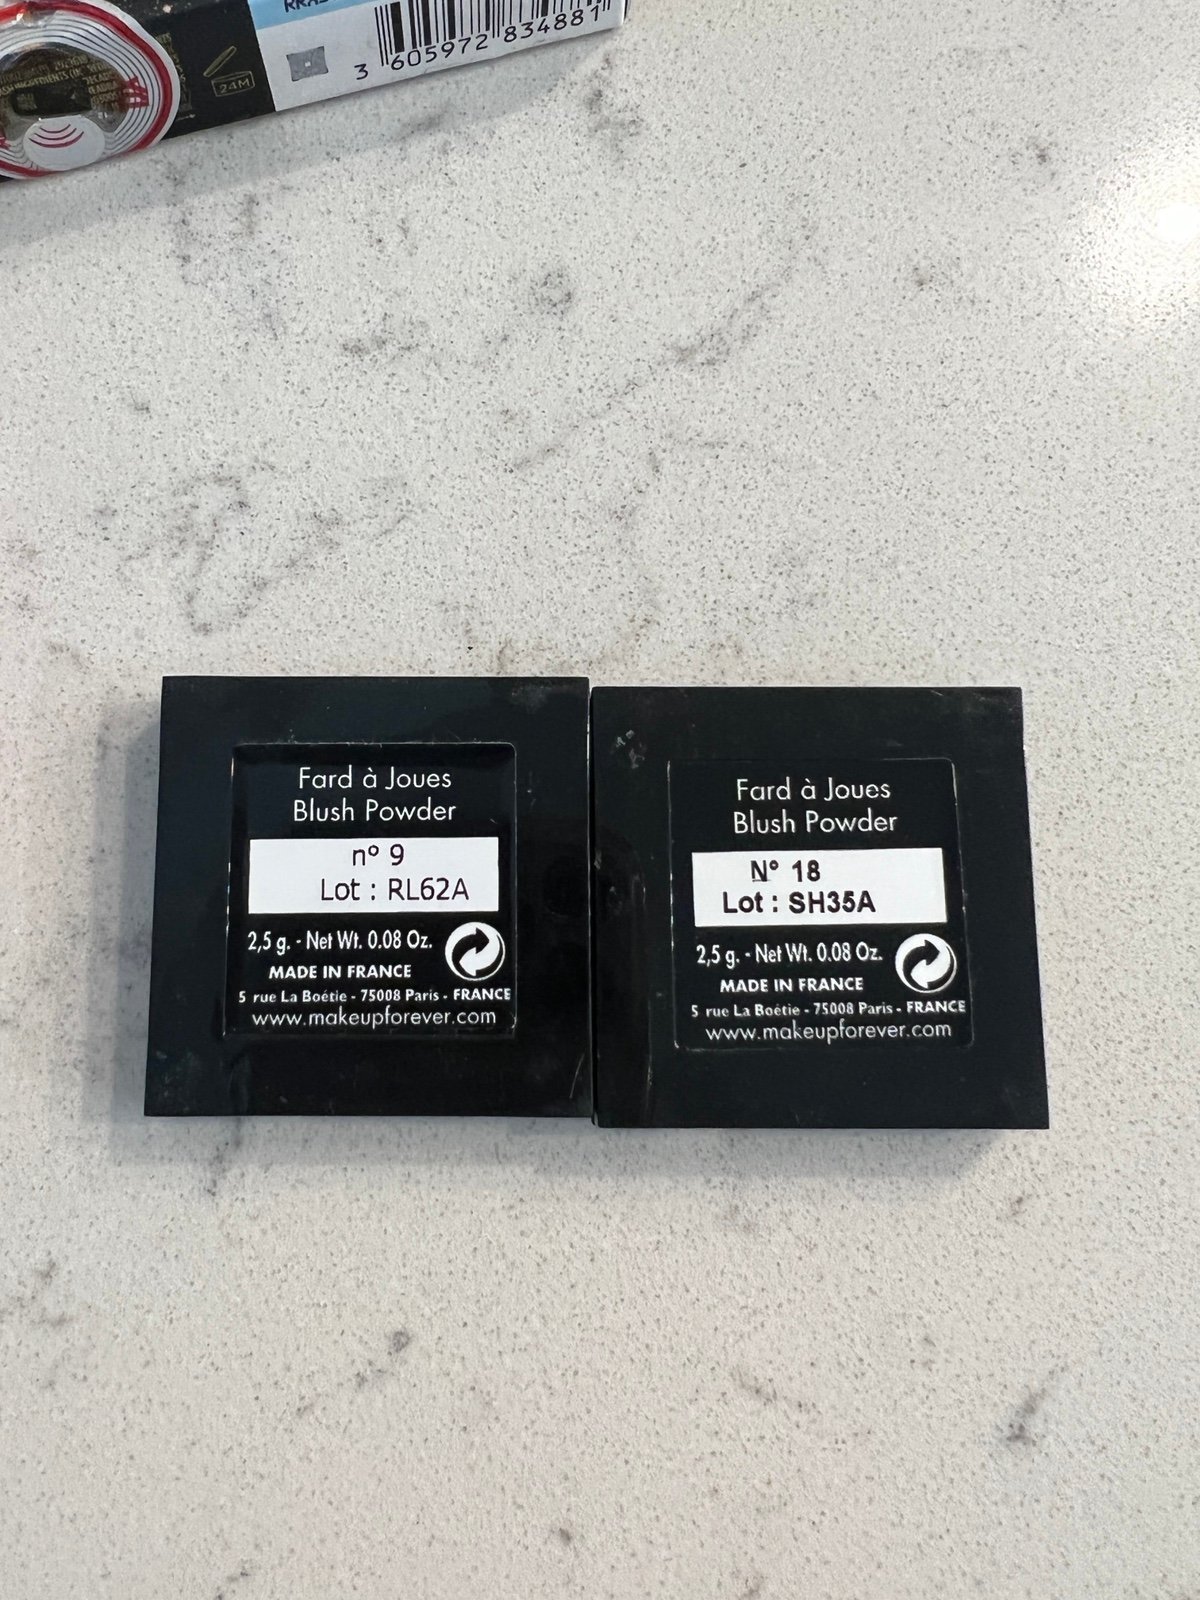 24M
3 605972 834881
Fard à Joues
Blush Powder
nº 9
Lot : RL62A
2,5 g. - Net Wt. 0.08 Oz.
MADE IN FRANCE
5 rue La Boétie - 75008 Paris - FRANCE
www.makeupforever.com
Fard à Joues
Blush Powder
Nº 18
Lot : SH35A
2,5 g. - Net Wt. 0.08 Oz.
MADE IN FRANCE
5 rue La Boétie - 75008 Paris - FRANCE
www.makeupforever.com